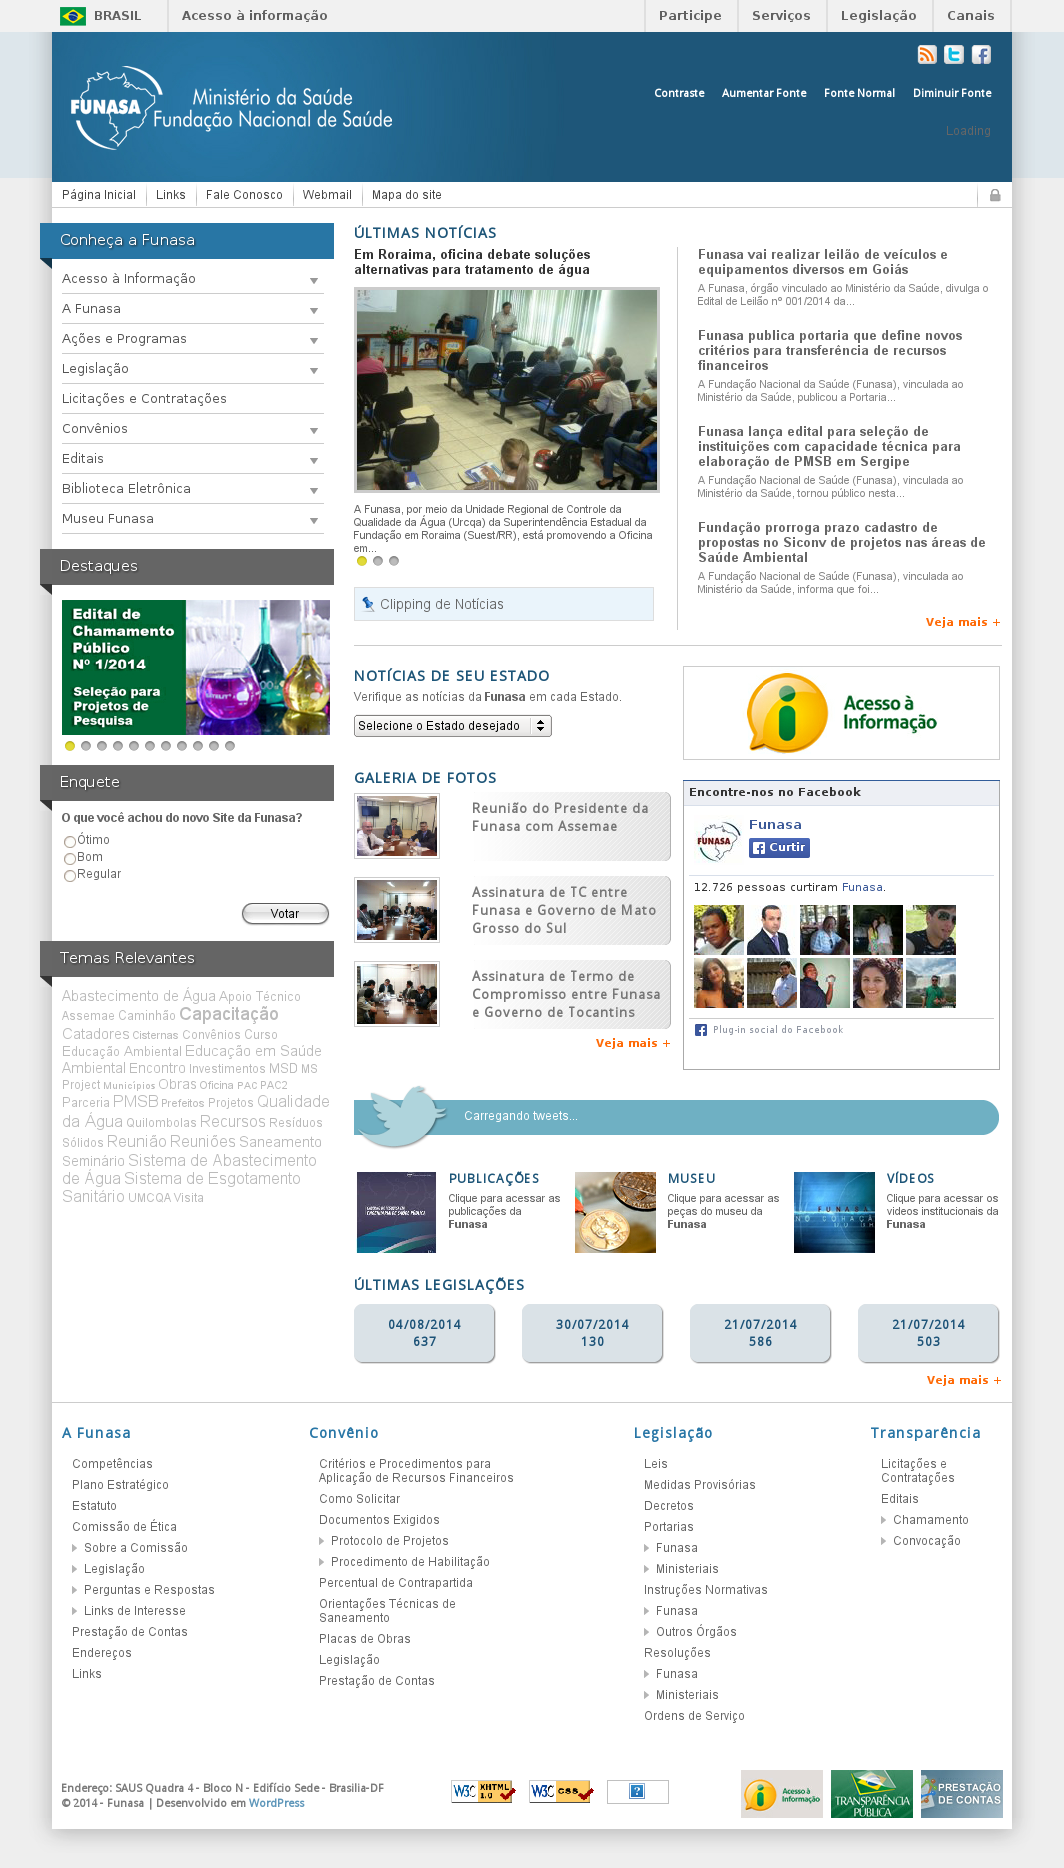 BRASIL
Acesso à informação
Participe
Serviços
Legislação
Canais
FUNASA
Ministério da Saúde
Fundação Nacional de Saúde
Contraste
Aumentar Fonte
Fonte Normal
Diminuir Fonte
Loading
Página Inicial
Links
Fale Conosco
Webmail
Mapa do site
Conheça a Funasa
Acesso à Informação
A Funasa
Ações e Programas
Legislação
Licitações e Contratações
Convênios
Editais
Biblioteca Eletrônica
Museu Funasa
Destaques
Edital de
Chamamento
Público
Nº 1/2014
Seleção para
Projetos de
Pesquisa
Enquete
O que você achou do novo Site da Funasa?
Ótimo
Bom
Regular
Votar
Temas Relevantes
Abastecimento de Água Apoio Técnico
Assemae Caminhão Capacitação
Catadores Cisternas Convênios Curso
Educação Ambiental Educação em Saúde
Ambiental Encontro Investimentos MSD MS
Project Municípios Obras Oficina PAC PAC2
Parceria PMSB Prefeitos Projetos Qualidade
da Água Quilombolas Recursos Resíduos
Sólidos Reunião Reuniões Saneamento
Seminário Sistema de Abastecimento
de Água Sistema de Esgotamento
Sanitário UMCQA Visita
ÚLTIMAS NOTÍCIAS
Em Roraima, oficina debate soluções
alternativas para tratamento de água
A Funasa, por meio da Unidade Regional de Controle da
Qualidade da Água (Urcqa) da Superintendência Estadual da
Fundação em Roraima (Suest/RR), está promovendo a Oficina
em...
Clipping de Notícias
Funasa vai realizar leilão de veículos e
equipamentos diversos em Goiás
A Funasa, órgão vinculado ao Ministério da Saúde, divulga o
Edital de Leilão nº 001/2014 da...
Funasa publica portaria que define novos
critérios para transferência de recursos
financeiros
A Fundação Nacional da Saúde (Funasa), vinculada ao
Ministério da Saúde, publicou a Portaria...
Funasa lança edital para seleção de
instituições com capacidade técnica para
elaboração de PMSB em Sergipe
A Fundação Nacional de Saúde (Funasa), vinculada ao
Ministério da Saúde, tornou público nesta...
Fundação prorroga prazo cadastro de
propostas no Siconv de projetos nas áreas de
Saúde Ambiental
A Fundação Nacional de Saúde (Funasa), vinculada ao
Ministério da Saúde, informa que foi...
Veja mais +
NOTÍCIAS DE SEU ESTADO
Verifique as notícias da Funasa em cada Estado.
Selecione o Estado desejado
Acesso à
Informação
GALERIA DE FOTOS
Reunião do Presidente da
Funasa com Assemae
Assinatura de TC entre
Funasa e Governo de Mato
Grosso do Sul
Assinatura de Termo de
Compromisso entre Funasa
e Governo de Tocantins
Veja mais +
Encontre-nos no Facebook
FUNASA
Funasa
Curtir
12.726 pessoas curtiram Funasa.
Plug-in social do Facebook
Carregando tweets...
PUBLICAÇÕES
Clique para acessar as
publicações da
Funasa
MUSEU
Clique para acessar as
peças do museu da
Funasa
VÍDEOS
Clique para acessar os
videos institucionais da
Funasa
ÚLTIMAS LEGISLAÇÕES
04/08/2014
637
30/07/2014
130
21/07/2014
586
21/07/2014
503
Veja mais +
A Funasa
Competências
Plano Estratégico
Estatuto
Comissão de Ética
Sobre a Comissão
Legislação
Perguntas e Respostas
Links de Interesse
Prestação de Contas
Endereços
Links
Convênio
Critérios e Procedimentos para
Aplicação de Recursos Financeiros
Como Solicitar
Documentos Exigidos
Protocolo de Projetos
Procedimento de Habilitação
Percentual de Contrapartida
Orientações Técnicas de
Saneamento
Placas de Obras
Legislação
Prestação de Contas
Legislação
Leis
Medidas Provisórias
Decretos
Portarias
Funasa
Ministeriais
Instruções Normativas
Funasa
Outros Órgãos
Resoluções
Funasa
Ministeriais
Ordens de Serviço
Transparência
Licitações e
Contratações
Editais
Chamamento
Convocação
Endereço: SAUS Quadra 4 - Bloco N - Edifício Sede - Brasilia-DF
© 2014 - Funasa | Desenvolvido em WordPress
W3C XHTML 1.0
W3C CSS
?
Acesso à
Informação
TRANSPARÊNCIA
PÚBLICA
PRESTAÇÃO
DE CONTAS